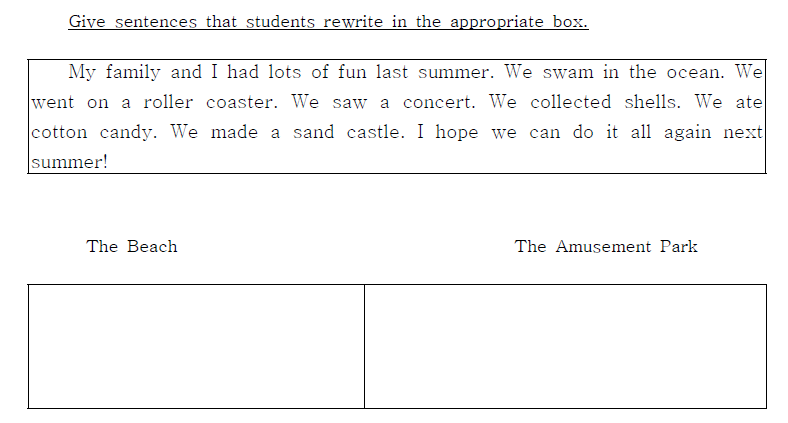 Give sentences that students rewrite in the appropriate box.
My family and I had lots of fun last summer. We swam in the ocean. We
went on a roller coaster. We saw a concert. We collected shells. We ate
cotton candy. We made a sand castle. I hope we can do it all again next
summer!
The Beach
The Amusement Park